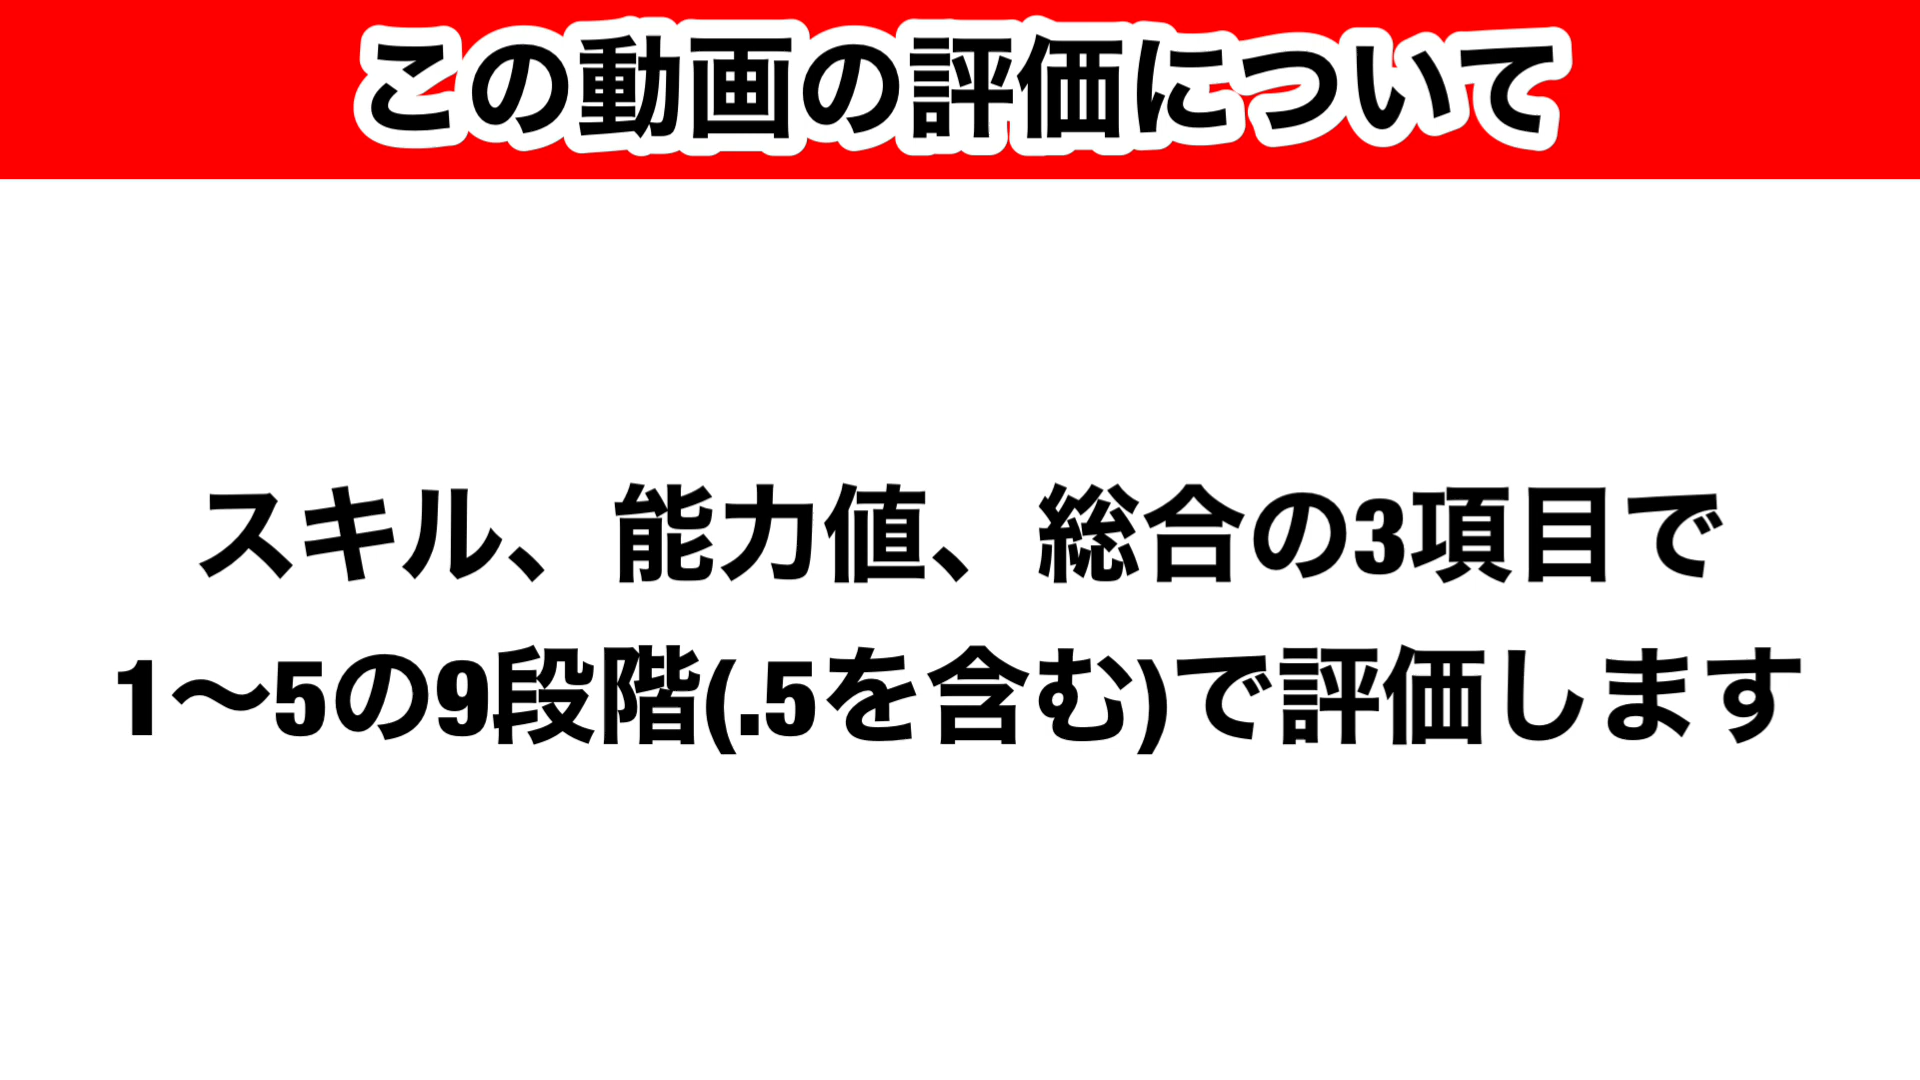 この動画の評価について
スキル、能力値、総合の3項目で
1〜5の9段階(.5を含む)で評価します